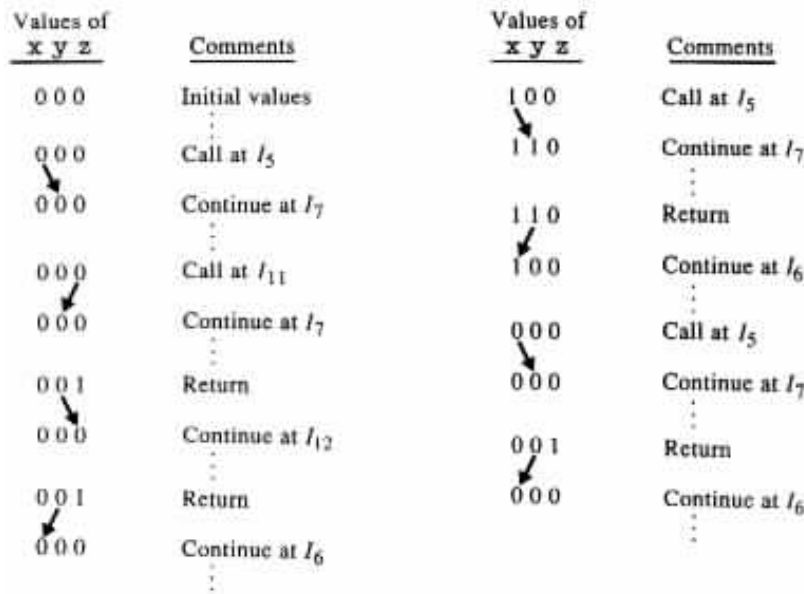 Values of
x y z Comments
0 0 0 Initial values
0 0 0 Call at I5
0 0 0 Continue at I7
0 0 0 Call at I11
0 0 0 Continue at I7
0 0 1 Return
0 0 0 Continue at I12
0 0 1 Return
0 0 0 Continue at I6
Values of
x y z Comments
1 0 0 Call at I5
1 1 0 Continue at I7
1 1 0 Return
1 0 0 Continue at I6
0 0 0 Call at I5
0 0 0 Continue at I7
0 0 1 Return
0 0 0 Continue at I6